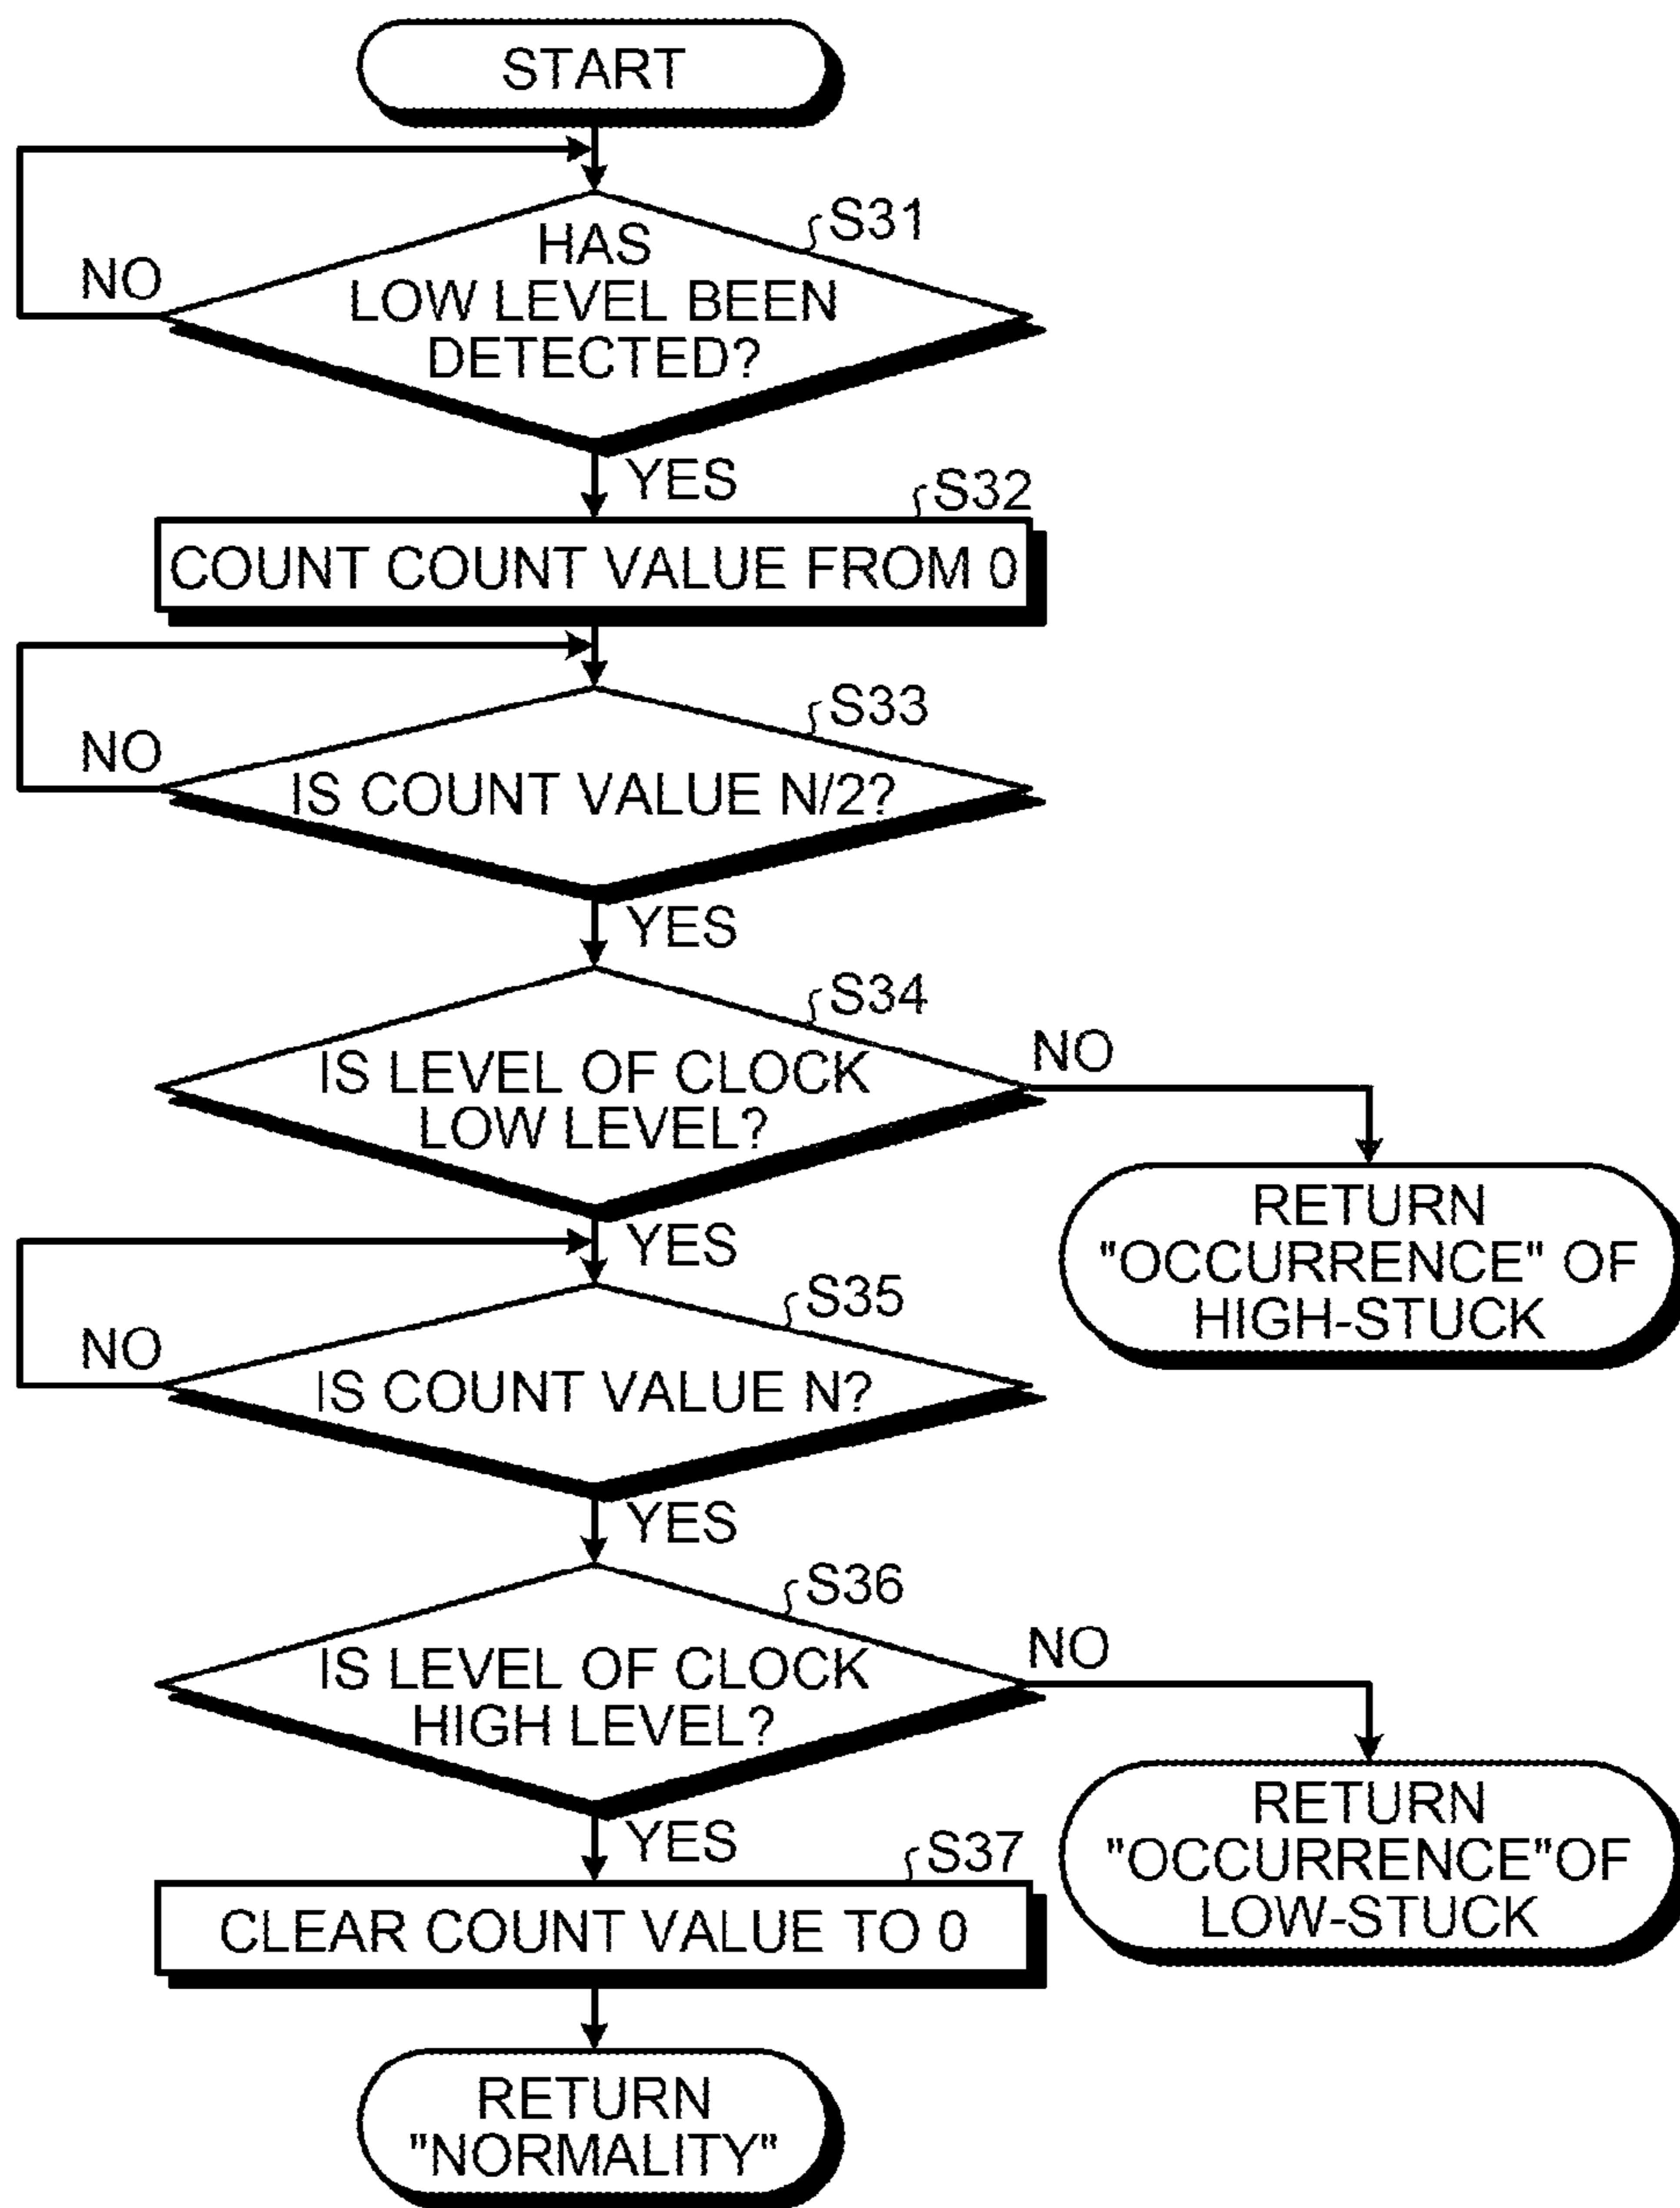 START
S31
HAS
LOW LEVEL BEEN
DETECTED?
NO
YES
S32
COUNT COUNT VALUE FROM 0
S33
NO
IS COUNT VALUE N/2?
YES
S34
IS LEVEL OF CLOCK
LOW LEVEL?
NO
RETURN
"OCCURRENCE" OF
HIGH-STUCK
YES
S35
NO
IS COUNT VALUE N?
YES
S36
IS LEVEL OF CLOCK
HIGH LEVEL?
NO
RETURN
"OCCURRENCE"OF
LOW-STUCK
YES
S37
CLEAR COUNT VALUE TO 0
RETURN
"NORMALITY"